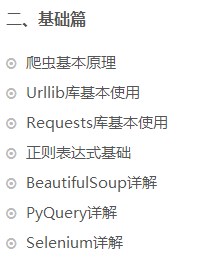 二、基础篇
爬虫基本原理
Urllib库基本使用
Requests库基本使用
正则表达式基础
BeautifulSoup详解
PyQuery详解
Selenium详解